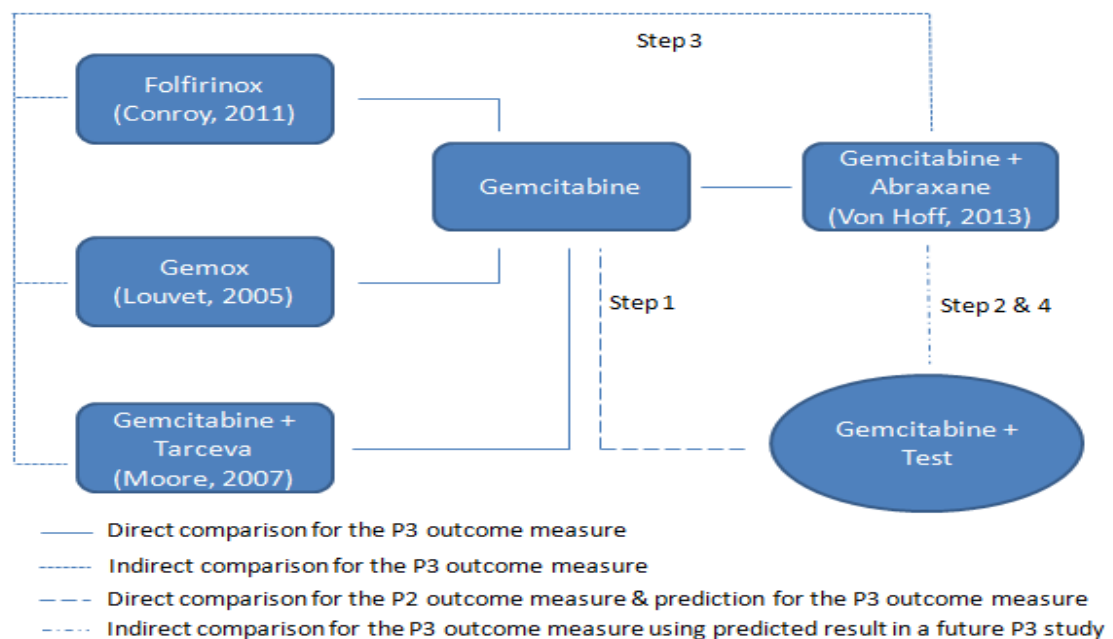 Step 3
Folfirinox
(Conroy, 2011)
Gemcitabine
Gemcitabine +
Abraxane
(Von Hoff, 2013)
Gemox
(Louvet, 2005)
Step 1
Step 2 & 4
Gemcitabine +
Tarceva
(Moore, 2007)
Gemcitabine +
Test
Direct comparison for the P3 outcome measure
Indirect comparison for the P3 outcome measure
Direct comparison for the P2 outcome measure & prediction for the P3 outcome measure
Indirect comparison for the P3 outcome measure using predicted result in a future P3 study